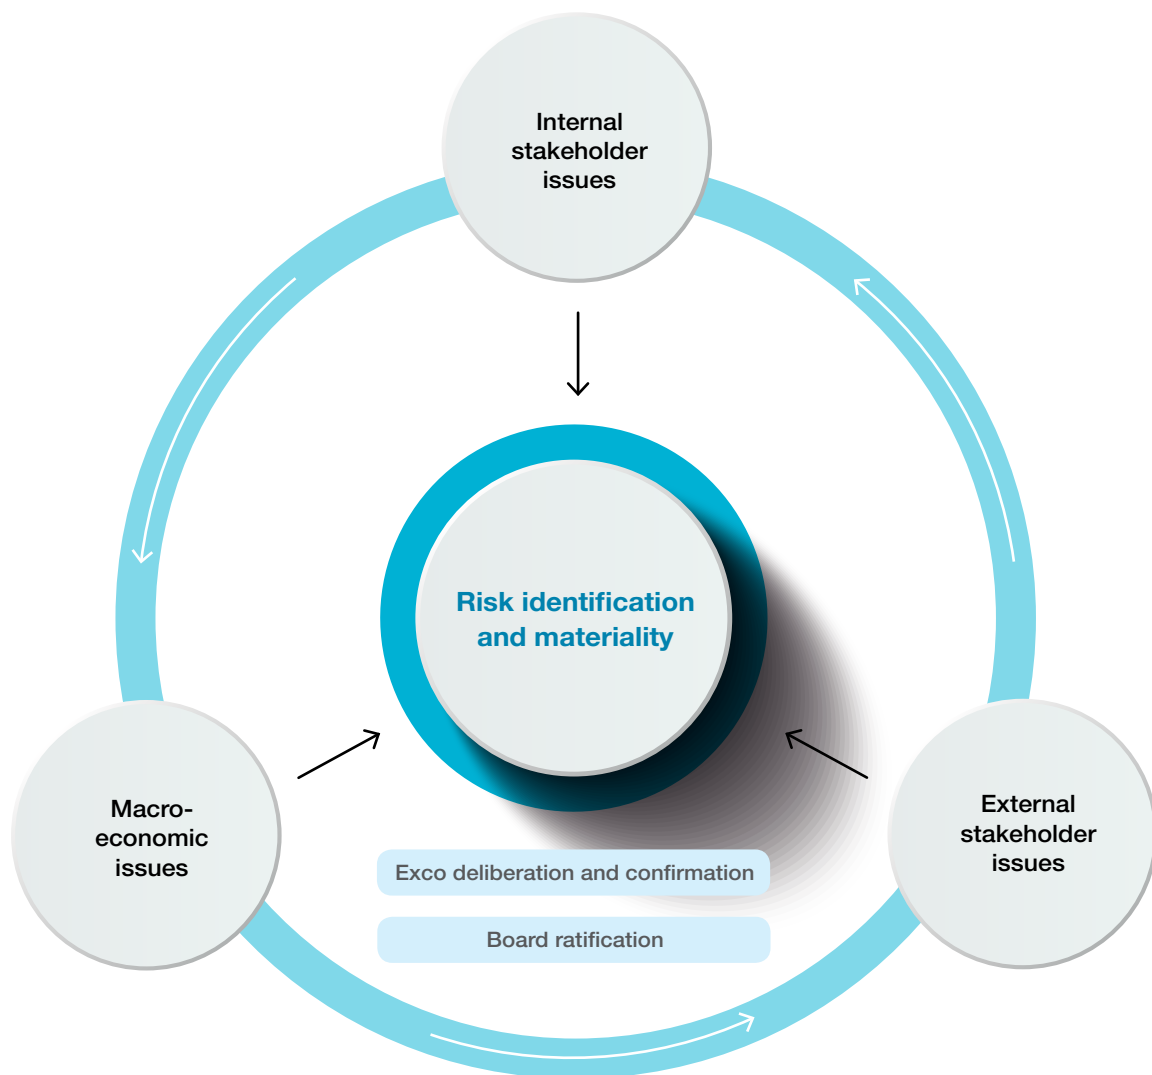 Internal
stakeholder
issues
Risk identification
and materiality
Macro-
economic
issues
External
stakeholder
issues
Exco deliberation and confirmation
Board ratification